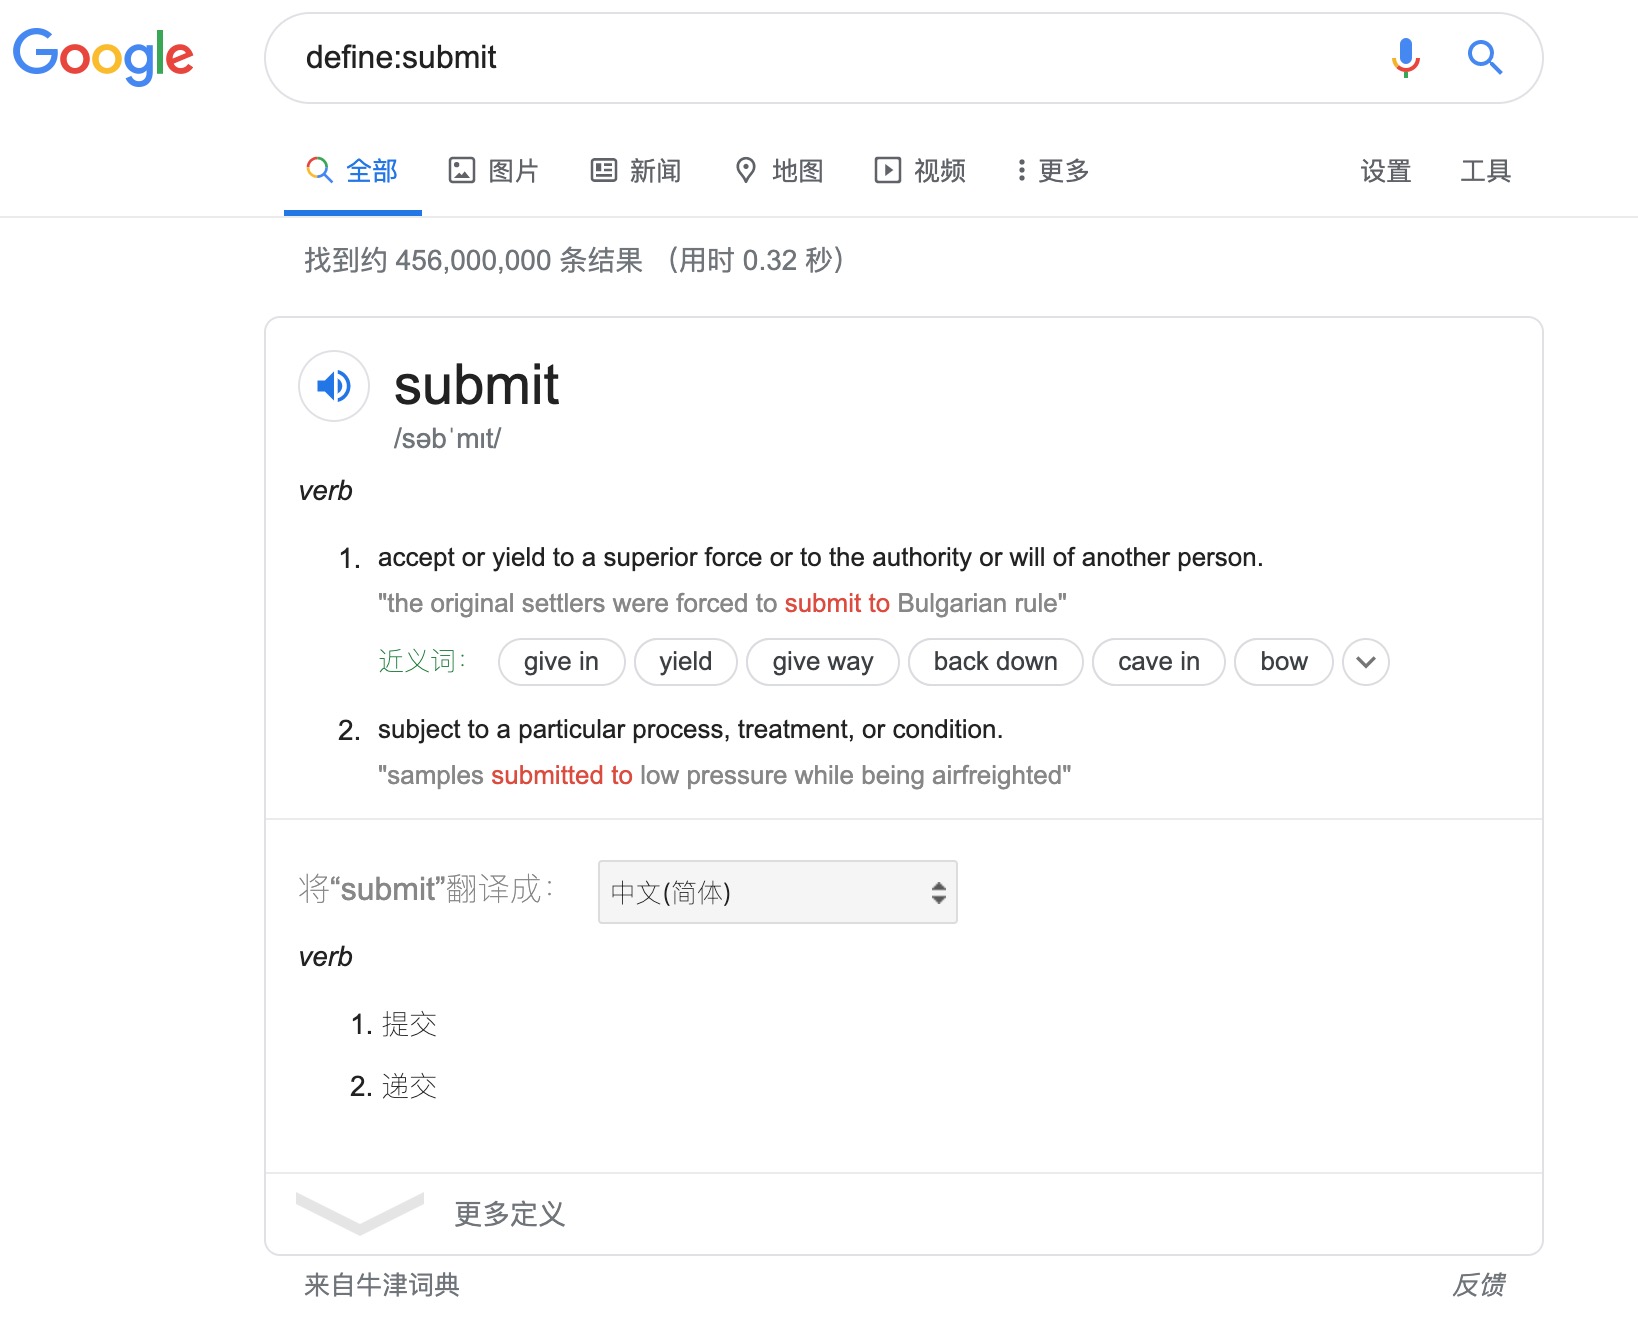 Google
define:submit
全部 图片 新闻 地图 视频 更多 设置 工具
找到约 456,000,000 条结果 （用时 0.32 秒）
submit
/səbˈmɪt/
verb
1. accept or yield to a superior force or to the authority or will of another person.
"the original settlers were forced to submit to Bulgarian rule"
近义词： give in yield give way back down cave in bow
2. subject to a particular process, treatment, or condition.
"samples submitted to low pressure while being airfreighted"
将“submit”翻译成： 中文(简体)
verb
1. 提交
2. 递交
更多定义
来自牛津词典 反馈